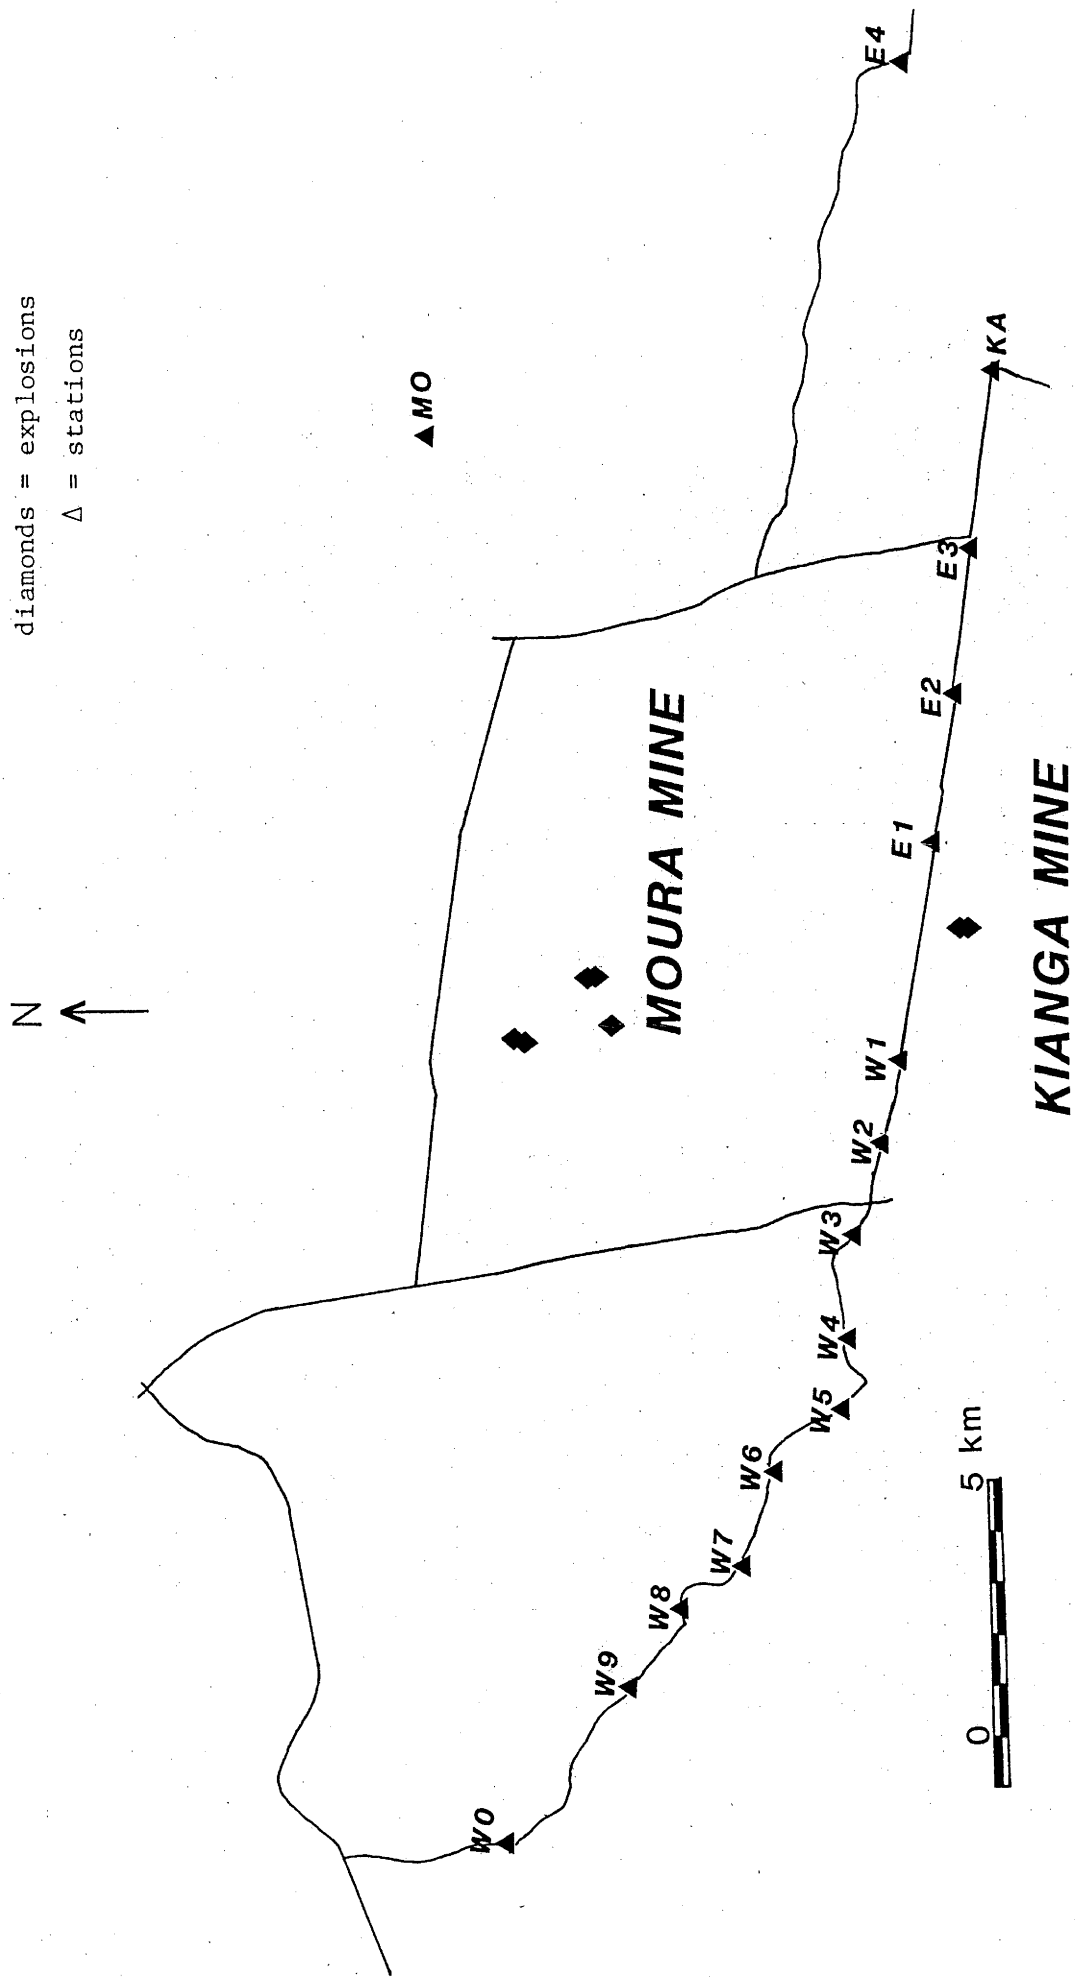 diamonds = explosions
Δ = stations
N
MO
E4
KA
E3
E2
E1
MOURA MINE
KIANGA MINE
W1
W2
W3
W4
W5
W6
W7
W8
W9
W0
0 5 km